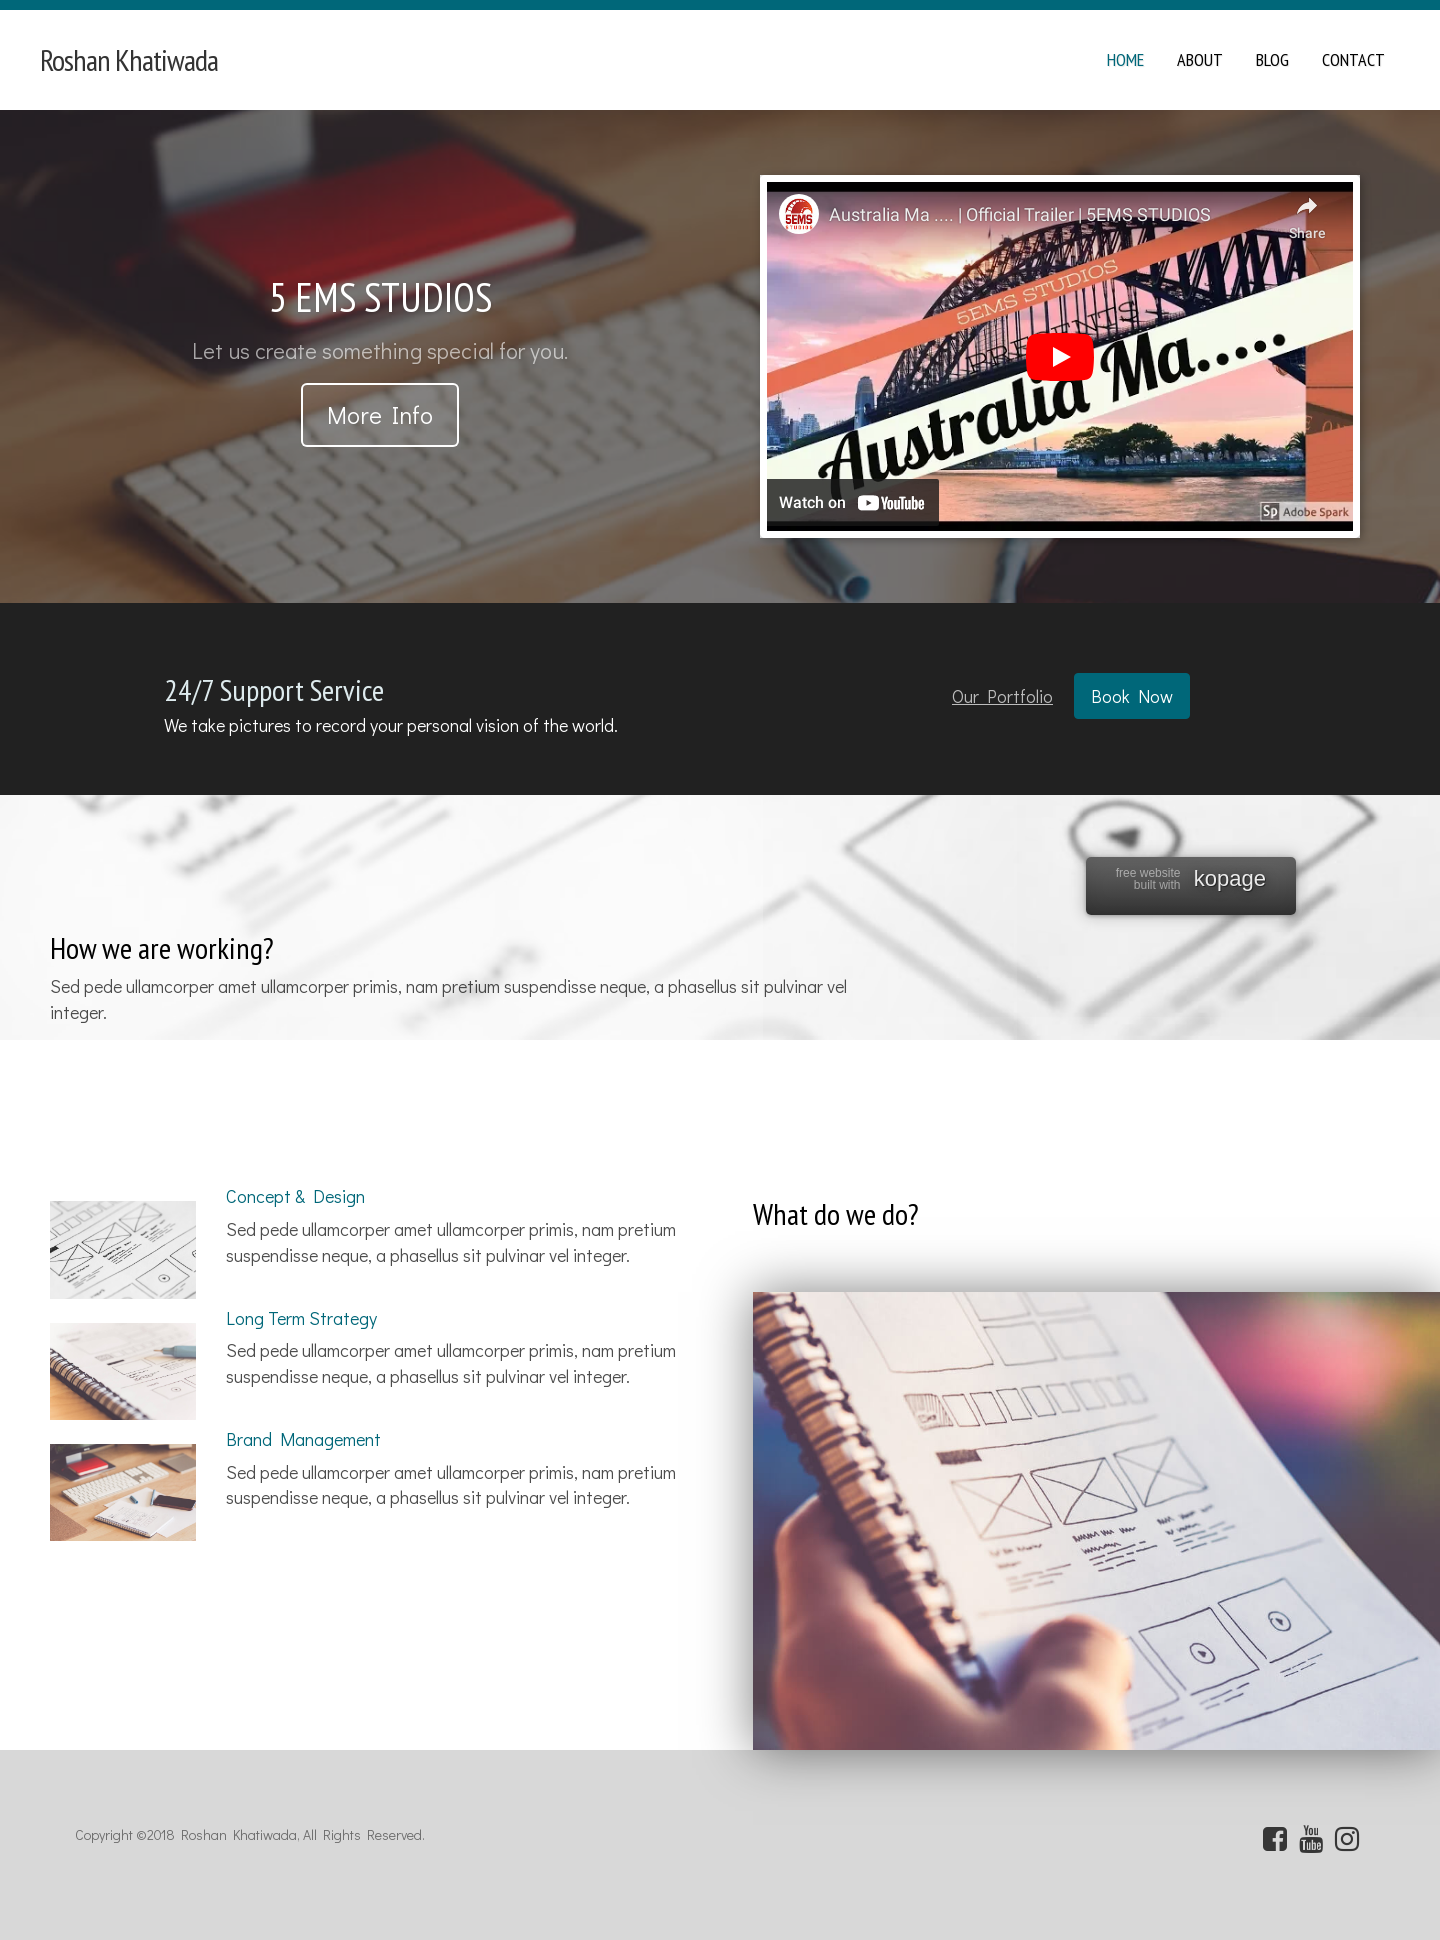 Roshan Khatiwada
HOME
ABOUT
BLOG
CONTACT
5EMS
STUDIOS
Australia Ma .... | Official Trailer | 5EMS STUDIOS
Share
5EMS STUDIOS
PRESENTS
Australia Ma.....
Watch on YouTube
Sp Adobe Spark
5 EMS STUDIOS
Let us create something special for you.
More Info
24/7 Support Service
We take pictures to record your personal vision of the world.
Our Portfolio
Book Now
free website
built with
kopage
How we are working?
Sed pede ullamcorper amet ullamcorper primis, nam pretium suspendisse neque, a phasellus sit pulvinar vel
integer.
Concept & Design
Sed pede ullamcorper amet ullamcorper primis, nam pretium
suspendisse neque, a phasellus sit pulvinar vel integer.
Long Term Strategy
Sed pede ullamcorper amet ullamcorper primis, nam pretium
suspendisse neque, a phasellus sit pulvinar vel integer.
Brand Management
Sed pede ullamcorper amet ullamcorper primis, nam pretium
suspendisse neque, a phasellus sit pulvinar vel integer.
What do we do?
Copyright ©2018 Roshan Khatiwada, All Rights Reserved.
You
Tube